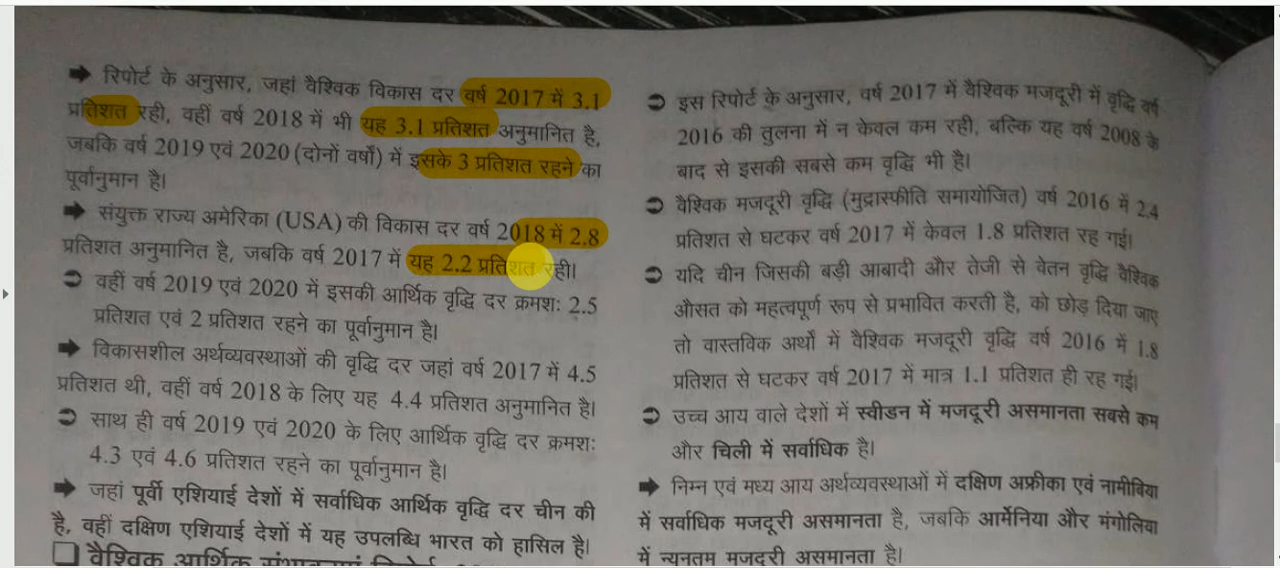 ➡ रिपोर्ट के अनुसार, जहां वैश्विक विकास दर वर्ष 2017 में 3.1
प्रतिशत रही, वहीं वर्ष 2018 में भी यह 3.1 प्रतिशत अनुमानित है,
जबकि वर्ष 2019 एवं 2020 (दोनों वर्षों) में इसके 3 प्रतिशत रहने का
पूर्वानुमान है।
➡ संयुक्त राज्य अमेरिका (USA) की विकास दर वर्ष 2018 में 2.8
प्रतिशत अनुमानित है, जबकि वर्ष 2017 में यह 2.2 प्रतिशत रही।
➲ वहीं वर्ष 2019 एवं 2020 में इसकी आर्थिक वृद्धि दर क्रमशः 2.5
प्रतिशत एवं 2 प्रतिशत रहने का पूर्वानुमान है।
➡ विकासशील अर्थव्यवस्थाओं की वृद्धि दर जहां वर्ष 2017 में 4.5
प्रतिशत थी, वहीं वर्ष 2018 के लिए यह 4.4 प्रतिशत अनुमानित है।
➲ साथ ही वर्ष 2019 एवं 2020 के लिए आर्थिक वृद्धि दर क्रमशः
4.3 एवं 4.6 प्रतिशत रहने का पूर्वानुमान है।
➡ जहां पूर्वी एशियाई देशों में सर्वाधिक आर्थिक वृद्धि दर चीन की
है, वहीं दक्षिण एशियाई देशों में यह उपलब्धि भारत को हासिल है।
❑ वैश्विक आर्थिक
➲ इस रिपोर्ट के अनुसार, वर्ष 2017 में वैश्विक मजदूरी में वृद्धि वर्ष
2016 की तुलना में न केवल कम रही, बल्कि यह वर्ष 2008 के
बाद से इसकी सबसे कम वृद्धि भी है।
➲ वैश्विक मजदूरी वृद्धि (मुद्रास्फीति समायोजित) वर्ष 2016 में 2.4
प्रतिशत से घटकर वर्ष 2017 में केवल 1.8 प्रतिशत रह गई।
➲ यदि चीन जिसकी बड़ी आबादी और तेजी से वेतन वृद्धि वैश्विक
औसत को महत्वपूर्ण रूप से प्रभावित करती है, को छोड़ दिया जाए
तो वास्तविक अर्थों में वैश्विक मजदूरी वृद्धि वर्ष 2016 में 1.8
प्रतिशत से घटकर वर्ष 2017 में मात्र 1.1 प्रतिशत ही रह गई।
➲ उच्च आय वाले देशों में स्वीडन में मजदूरी असमानता सबसे कम
और चिली में सर्वाधिक है।
➡ निम्न एवं मध्य आय अर्थव्यवस्थाओं में दक्षिण अफ्रीका एवं नामीबिया
में सर्वाधिक मजदूरी असमानता है, जबकि आर्मेनिया और मंगोलिया
में न्यूनतम मजदूरी असमानता है।